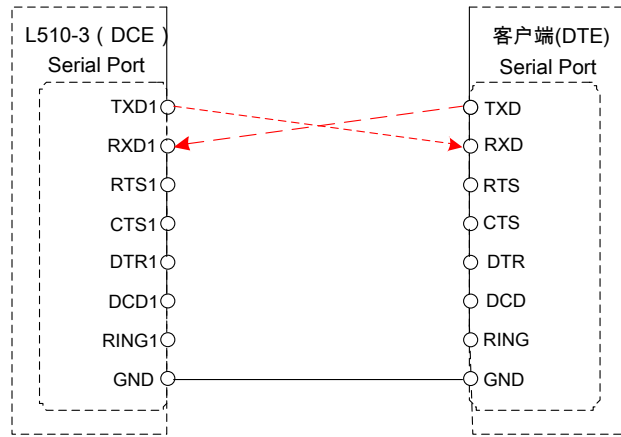 L510-3 ( DCE )
Serial Port
TXD1
RXD1
RTS1
CTS1
DTR1
DCD1
RING1
GND
客户端(DTE)
Serial Port
TXD
RXD
RTS
CTS
DTR
DCD
RING
GND